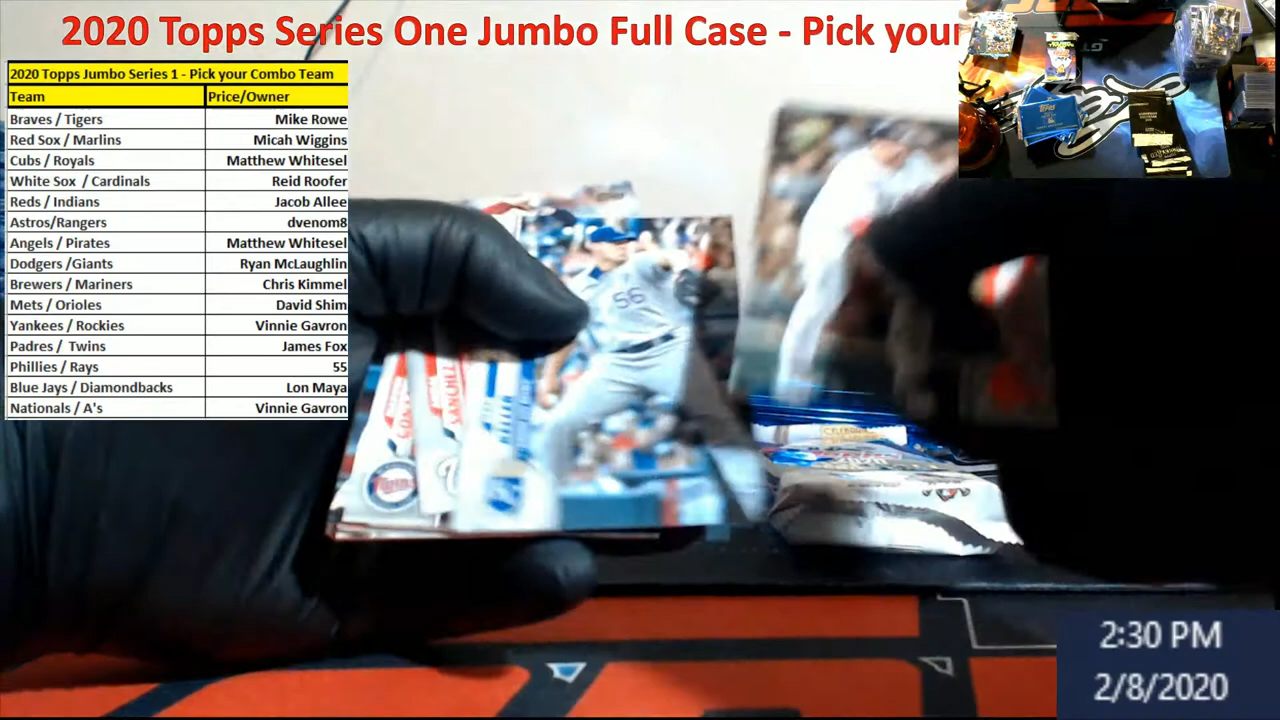 2020 Topps Series One Jumbo Full Case - Pick your
2020 Topps Jumbo Series 1 - Pick your Combo Team
Team Price/Owner
Braves / Tigers Mike Rowe
Red Sox / Marlins Micah Wiggins
Cubs / Royals Matthew Whitesel
White Sox / Cardinals Reid Roofer
Reds / Indians Jacob Allee
Astros/Rangers dvenom8
Angels / Pirates Matthew Whitesel
Dodgers /Giants Ryan McLaughlin
Brewers / Mariners Chris Kimmel
Mets / Orioles David Shim
Yankees / Rockies Vinnie Gavron
Padres / Twins James Fox
Phillies / Rays 55
Blue Jays / Diamondbacks Lon Maya
Nationals / A's Vinnie Gavron
56
SANCHEZ
KELLER
Twins
2:30 PM
2/8/2020